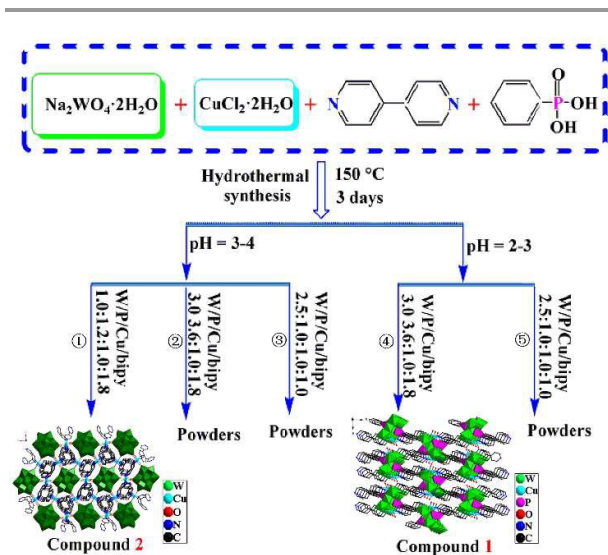 Na₂WO₄·2H₂O + CuCl₂·2H₂O + N N + O P OH OH
Hydrothermal synthesis 150 °C 3 days
pH = 3-4 pH = 2-3
① W/P/Cu/bipy 1.0:1.2:1.0:1.8
② W/P/Cu/bipy 3.0 3.6:1.0:1.8
③ W/P/Cu/bipy 2.5:1.0:1.0:1.0
④ W/P/Cu/bipy 3.0 3.6:1.0:1.8
⑤ W/P/Cu/bipy 2.5:1.0:1.0:1.0
Powders Powders Powders
W
Cu
O
N
C
W
Cu
P
O
N
C
Compound 2 Compound 1